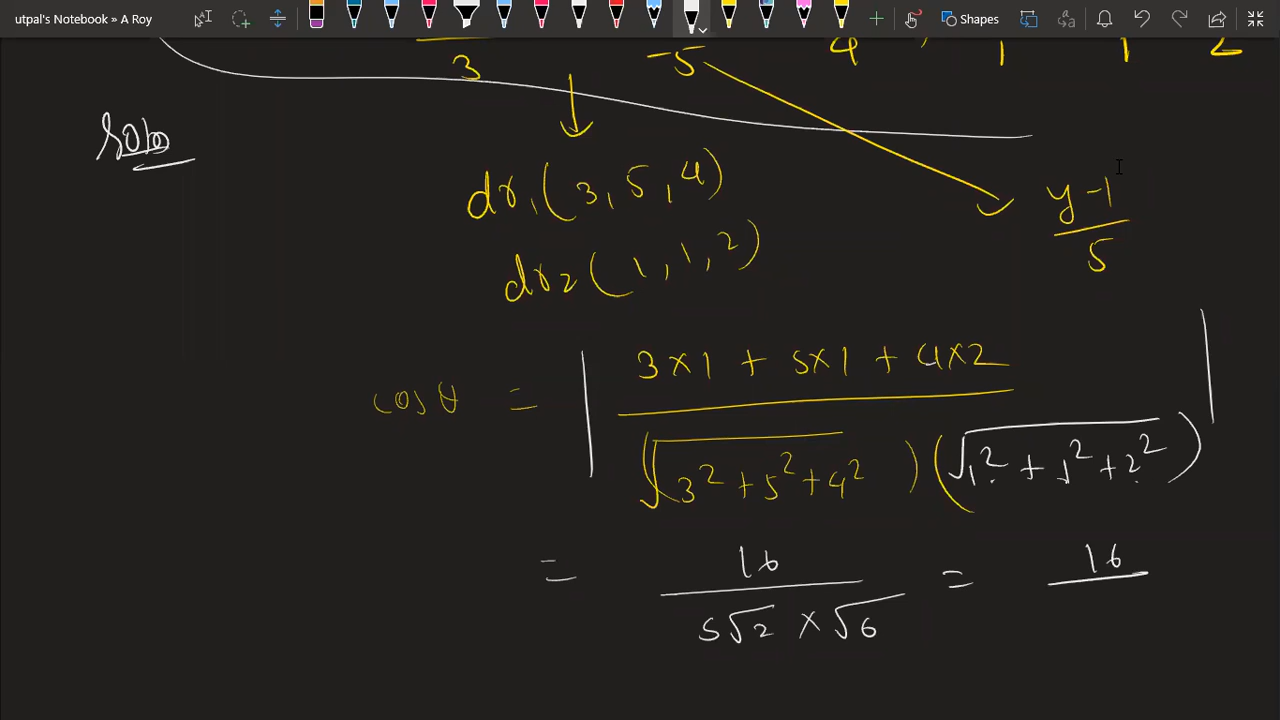 utpal's Notebook » A Roy
Shapes
3 -5 4 1 1 2
Soln
dr₁(3, 5, 4)
y-1
5
dr₂(1, 1, 2)
cos θ = | 3×1 + 5×1 + 4×2 |
(√3²+5²+4²)(√1²+1²+2²)
= 16 = 16
5√2 × √6